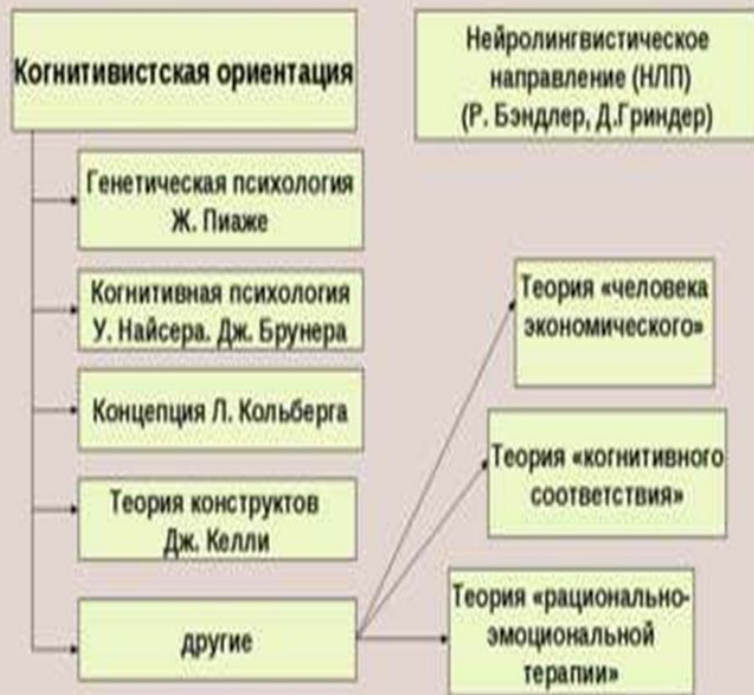 Когнитивистская ориентация
Нейролингвистическое
направление (НЛП)
(Р. Бэндлер, Д.Гриндер)
Генетическая психология
Ж. Пиаже
Когнитивная психология
У. Найсера. Дж. Брунера
Концепция Л. Кольберга
Теория конструктов
Дж. Келли
другие
Теория «человека
экономического»
Теория «когнитивного
соответствия»
Теория «рационально-
эмоциональной
терапии»